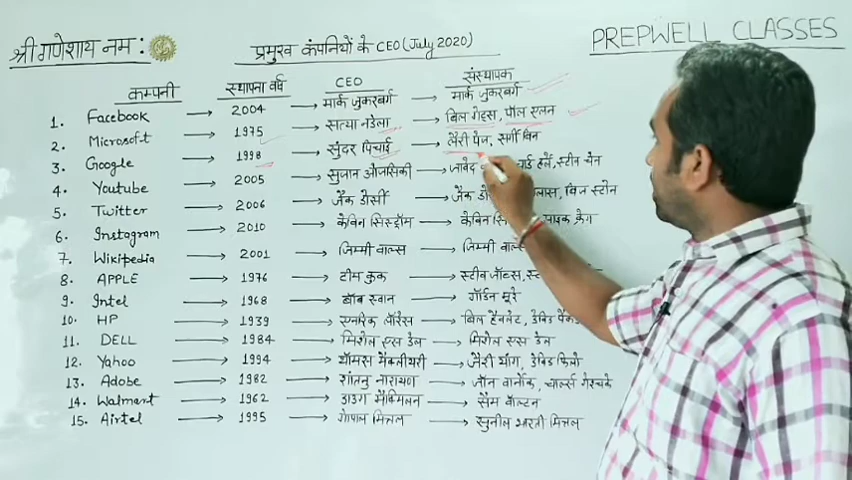 श्री गणेशाय नम:
प्रमुख कंपनियों के CEO (July 2020)
PREPWELL CLASSES
कम्पनी स्थापना वर्ष CEO संस्थापक
1. Facebook → 2004 → मार्क जुकरबर्ग → मार्क जुकरबर्ग
2. Microsoft → 1975 → सत्या नडेला → बिल गेट्स, पॉल एलन
3. Google → 1998 → सुंदर पिचाई → लैरी पेज, सर्गी ब्रिन
4. Youtube → 2005 → सुजान ओजसिकी → जावेद हर्ले, स्टीव चैन
5. Twitter → 2006 → जैक डोर्सी → जैक विज स्टोन
6. Instagram → 2010 → केविन सिस्ट्रॉम → केविन माइक क्रैग
7. Wikipedia → 2001 → जिम्मी वाल्स → जिम्मी वाल्स
8. APPLE → 1976 → टीम कुक → स्टीव जॉब्स,
9. Intel → 1968 → बॉब स्वान → गॉर्डन मूरे
10. HP → 1939 → एनरिक लॉरेस → बिल हैवलेट, डेविड पैकर्ड
11. DELL → 1984 → मिशेल एस डेल → मिशेल एस डेल
12. Yahoo → 1994 → थॉमस मैकनीयरी → जैरी यांग, डेविड फिलो
13. Adobe → 1982 → शांतनु नारायण → जॉन वार्नोक, चार्ल्स गेश्चके
14. Walmart → 1962 → डाउग मैकमिलन → सैम वॉल्टन
15. Airtel → 1995 → गोपाल मित्तल → सुनील भारती मित्तल